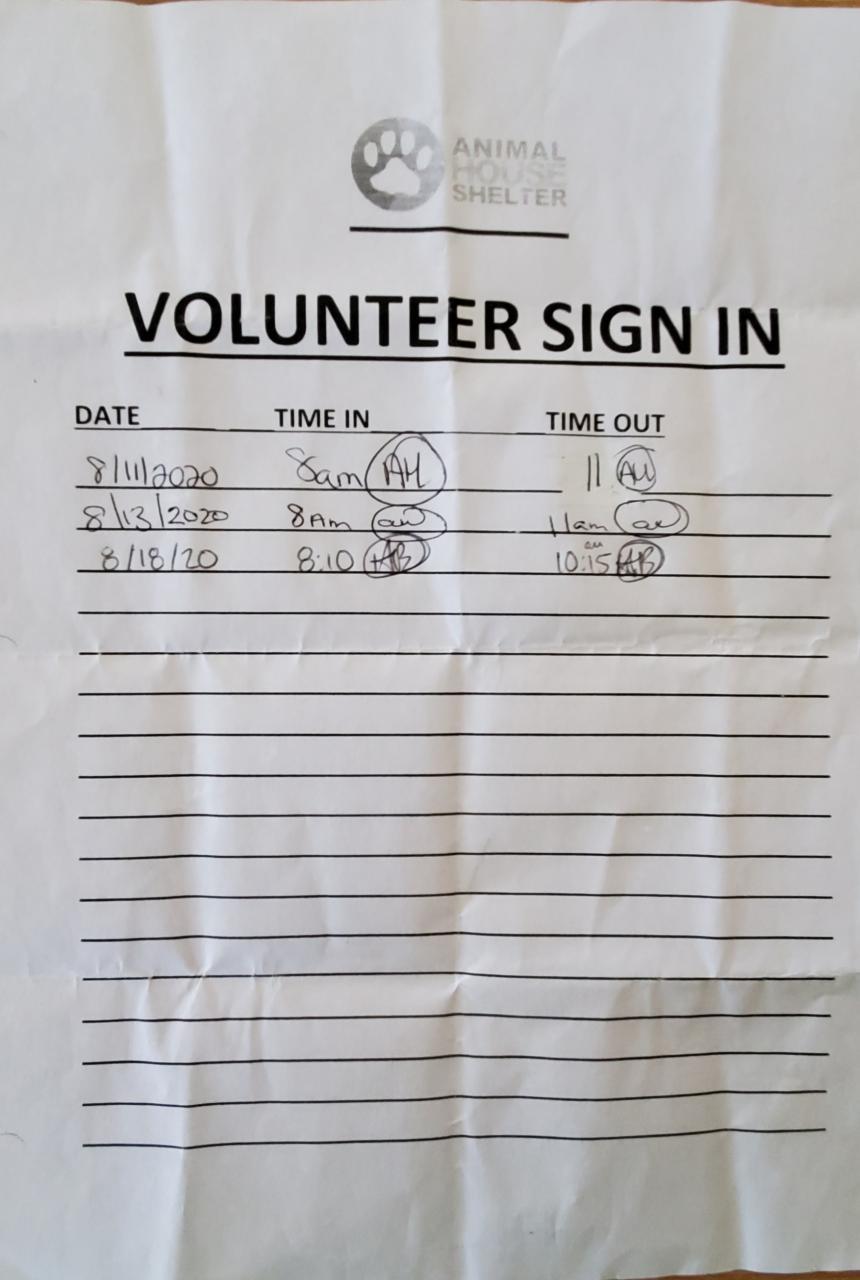 ANIMAL
HOUSE
SHELTER
VOLUNTEER SIGN IN
DATE TIME IN TIME OUT
8/11/2020 8am AH 11 AH
8/13/2020 8Am 11am
8/18/20 8:10 AB 10:15 AB